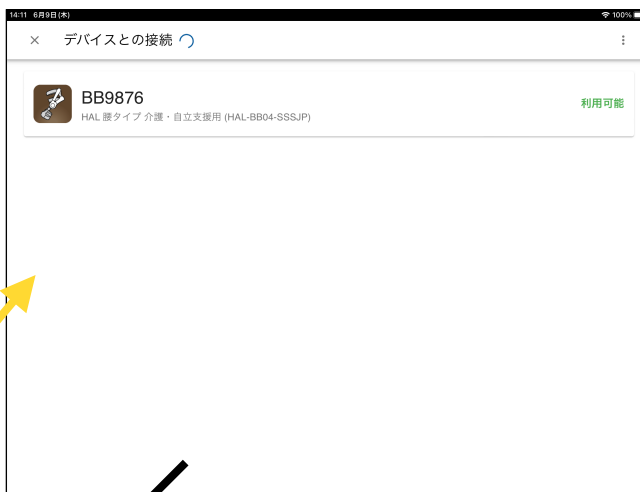 14:11 6月9日(木) 100%
デバイスとの接続
BB9876
HAL 腰タイプ 介護・自立支援用 (HAL-BB04-SSSJP)
利用可能